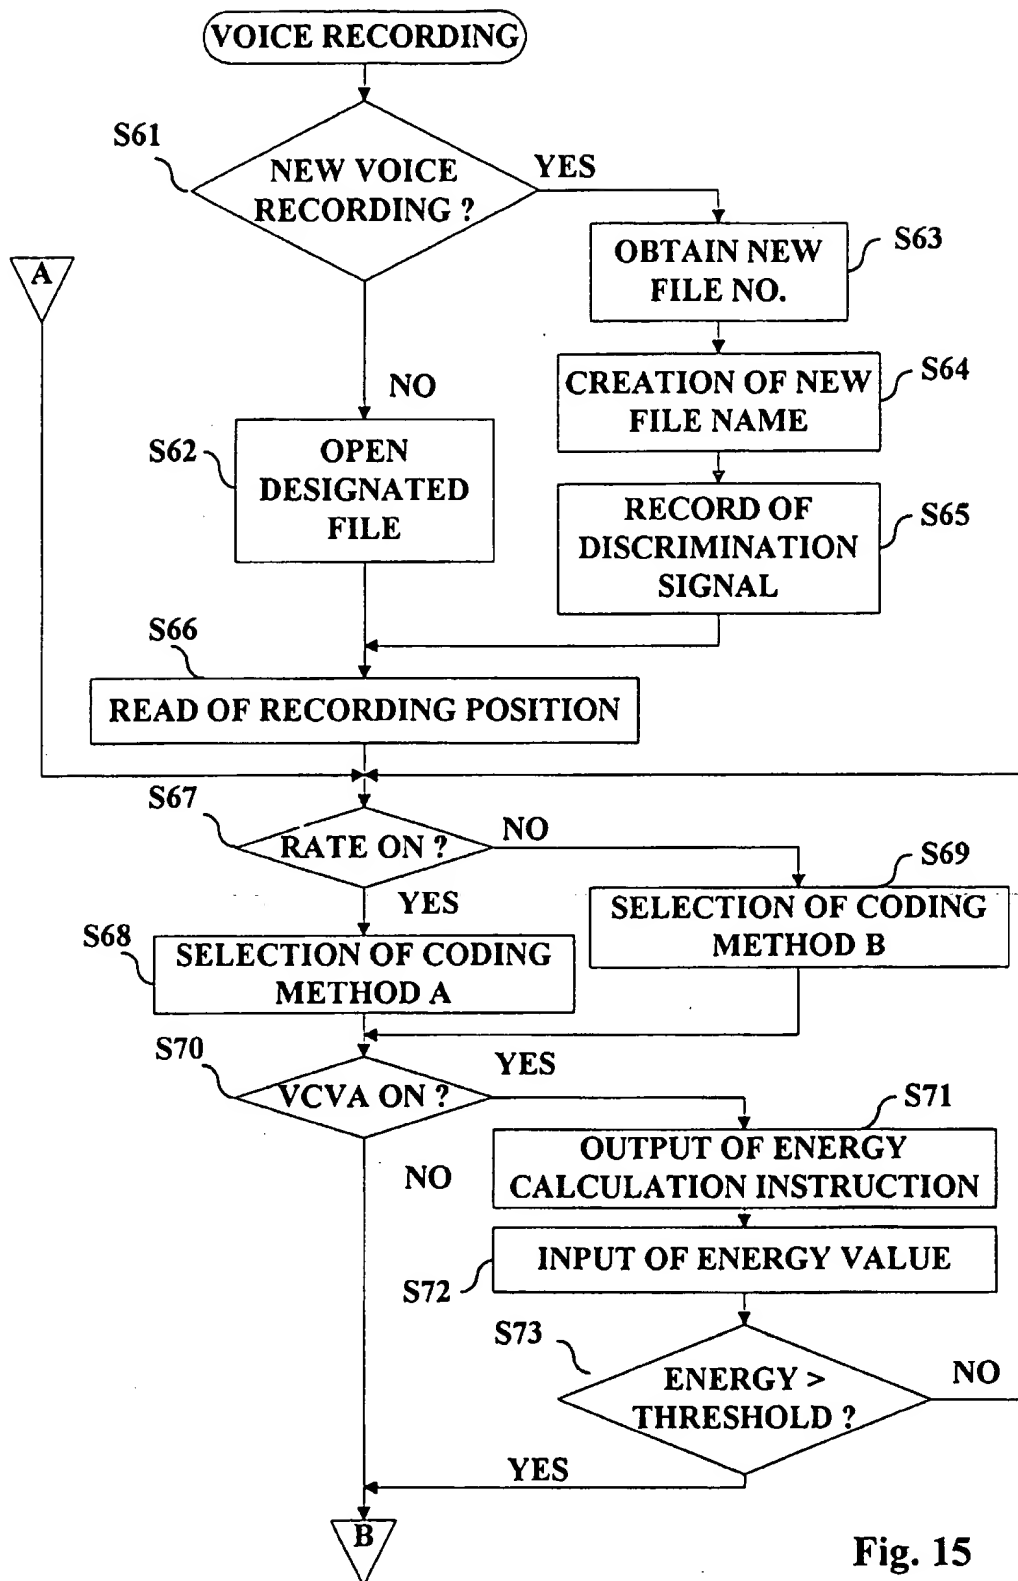 VOICE RECORDING
S61
NEW VOICE
RECORDING ?
YES
A
OBTAIN NEW
FILE NO.
S63
CREATION OF NEW
FILE NAME
S64
NO
S62
OPEN
DESIGNATED
FILE
RECORD OF
DISCRIMINATION
SIGNAL
S65
S66
READ OF RECORDING POSITION
S67
RATE ON ?
NO
YES
S69
SELECTION OF CODING
METHOD B
S68
SELECTION OF CODING
METHOD A
S70
VCVA ON ?
YES
NO
S71
OUTPUT OF ENERGY
CALCULATION INSTRUCTION
S72
INPUT OF ENERGY VALUE
S73
ENERGY >
THRESHOLD ?
NO
YES
B
Fig. 15